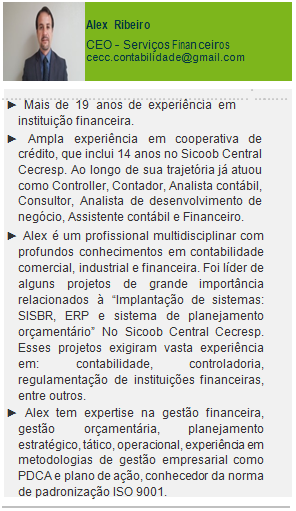 Alex Ribeiro
CEO - Serviços Financeiros
cecc.contabilidade@gmail.com
► Mais de 19 anos de experiência em
instituição financeira.
► Ampla experiência em cooperativa de
crédito, que inclui 14 anos no Sicoob Central
Cecresp. Ao longo de sua trajetória já atuou
como Controller, Contador, Analista contábil,
Consultor, Analista de desenvolvimento de
negócio, Assistente contábil e Financeiro.
► Alex é um profissional multidisciplinar com
profundos conhecimentos em contabilidade
comercial, industrial e financeira. Foi líder de
alguns projetos de grande importância
relacionados à “Implantação de sistemas:
SISBR, ERP e sistema de planejamento
orçamentário” No Sicoob Central Cecresp.
Esses projetos exigiram vasta experiência
em: contabilidade, controladoria,
regulamentação de instituições financeiras,
entre outros.
► Alex tem expertise na gestão financeira,
gestão orçamentária, planejamento
estratégico, tático, operacional, experiência em
metodologias de gestão empresarial como
PDCA e plano de ação, conhecedor da norma
de padronização ISO 9001.